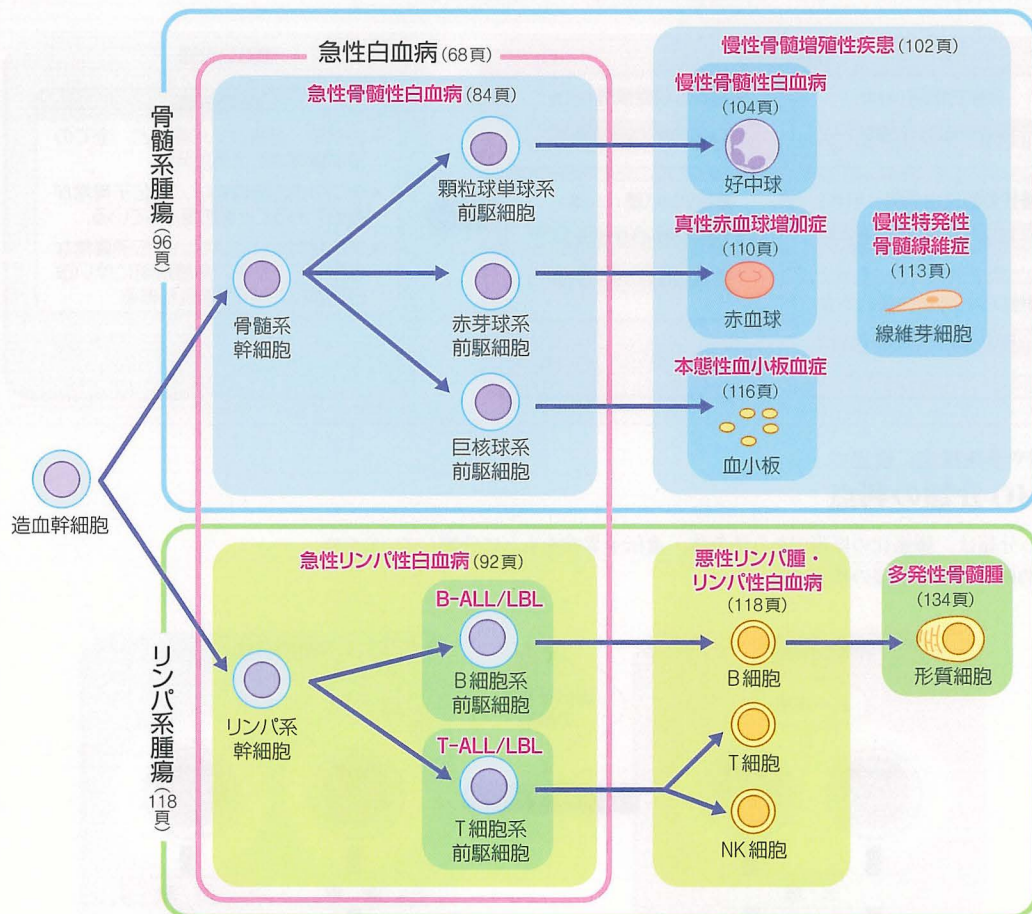 急性白血病(68頁)
骨髄系腫瘍(96頁)
急性骨髄性白血病(84頁)
顆粒球単球系
前駆細胞
骨髄系
幹細胞
赤芽球系
前駆細胞
巨核球系
前駆細胞
慢性骨髄増殖性疾患(102頁)
慢性骨髄性白血病
(104頁)
好中球
真性赤血球増加症
(110頁)
赤血球
慢性特発性
骨髄線維症
(113頁)
線維芽細胞
本態性血小板血症
(116頁)
血小板
造血幹細胞
リンパ系腫瘍(118頁)
急性リンパ性白血病(92頁)
B-ALL/LBL
B細胞系
前駆細胞
リンパ系
幹細胞
T-ALL/LBL
T細胞系
前駆細胞
悪性リンパ腫・
リンパ性白血病
(118頁)
B細胞
T細胞
NK細胞
多発性骨髄腫
(134頁)
形質細胞